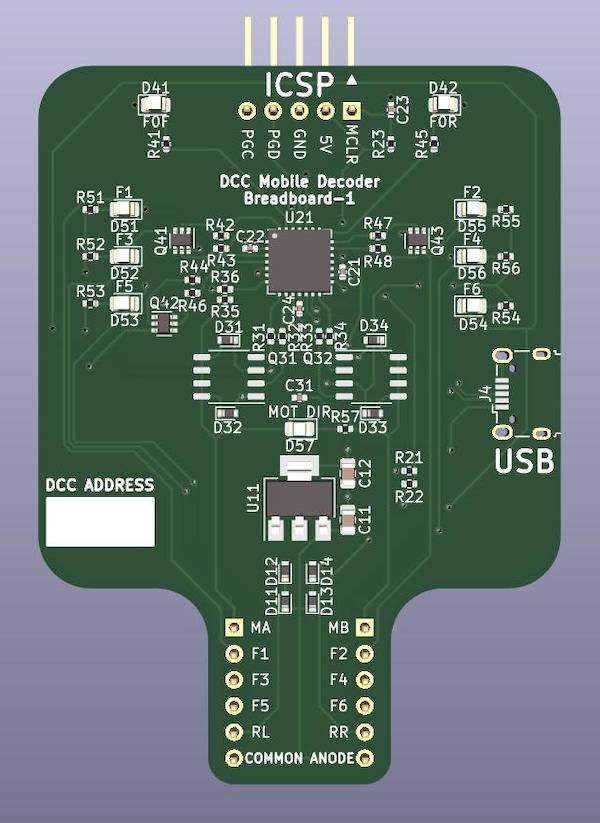 D41
F0F
R41
ICSP
D42
F0R
C23
R23
R45
PGC
PGD
GND
5V
MCLR
DCC Mobile Decoder
Breadboard-1
R51
F1
D51
R52
F3
D52
R53
F5
D53
Q41
R42
R43
C22
U21
R47
R48
Q43
F2
D55
R55
F4
D56
R56
F6
D54
R54
R44
R46
R36
R35
Q42
C21
C24
D31
R31
R32
R33
R34
D34
Q31
Q32
C31
D32
MOT DIR
R57
D33
D57
J4
USB
DCC ADDRESS
U11
C12
C11
R21
R22
D12
D14
D11
D13
MA
MB
F1
F2
F3
F4
F5
F6
RL
RR
COMMON ANODE